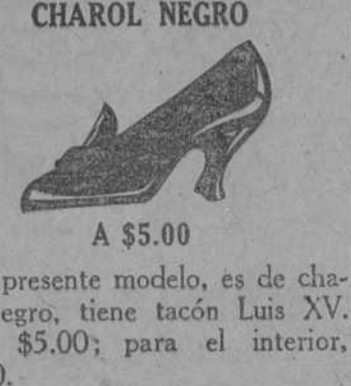 CHAROL NEGRO
A $5.00
presente modelo, es de cha-
egro, tiene tacón Luis XV.
$5.00; para el interior,